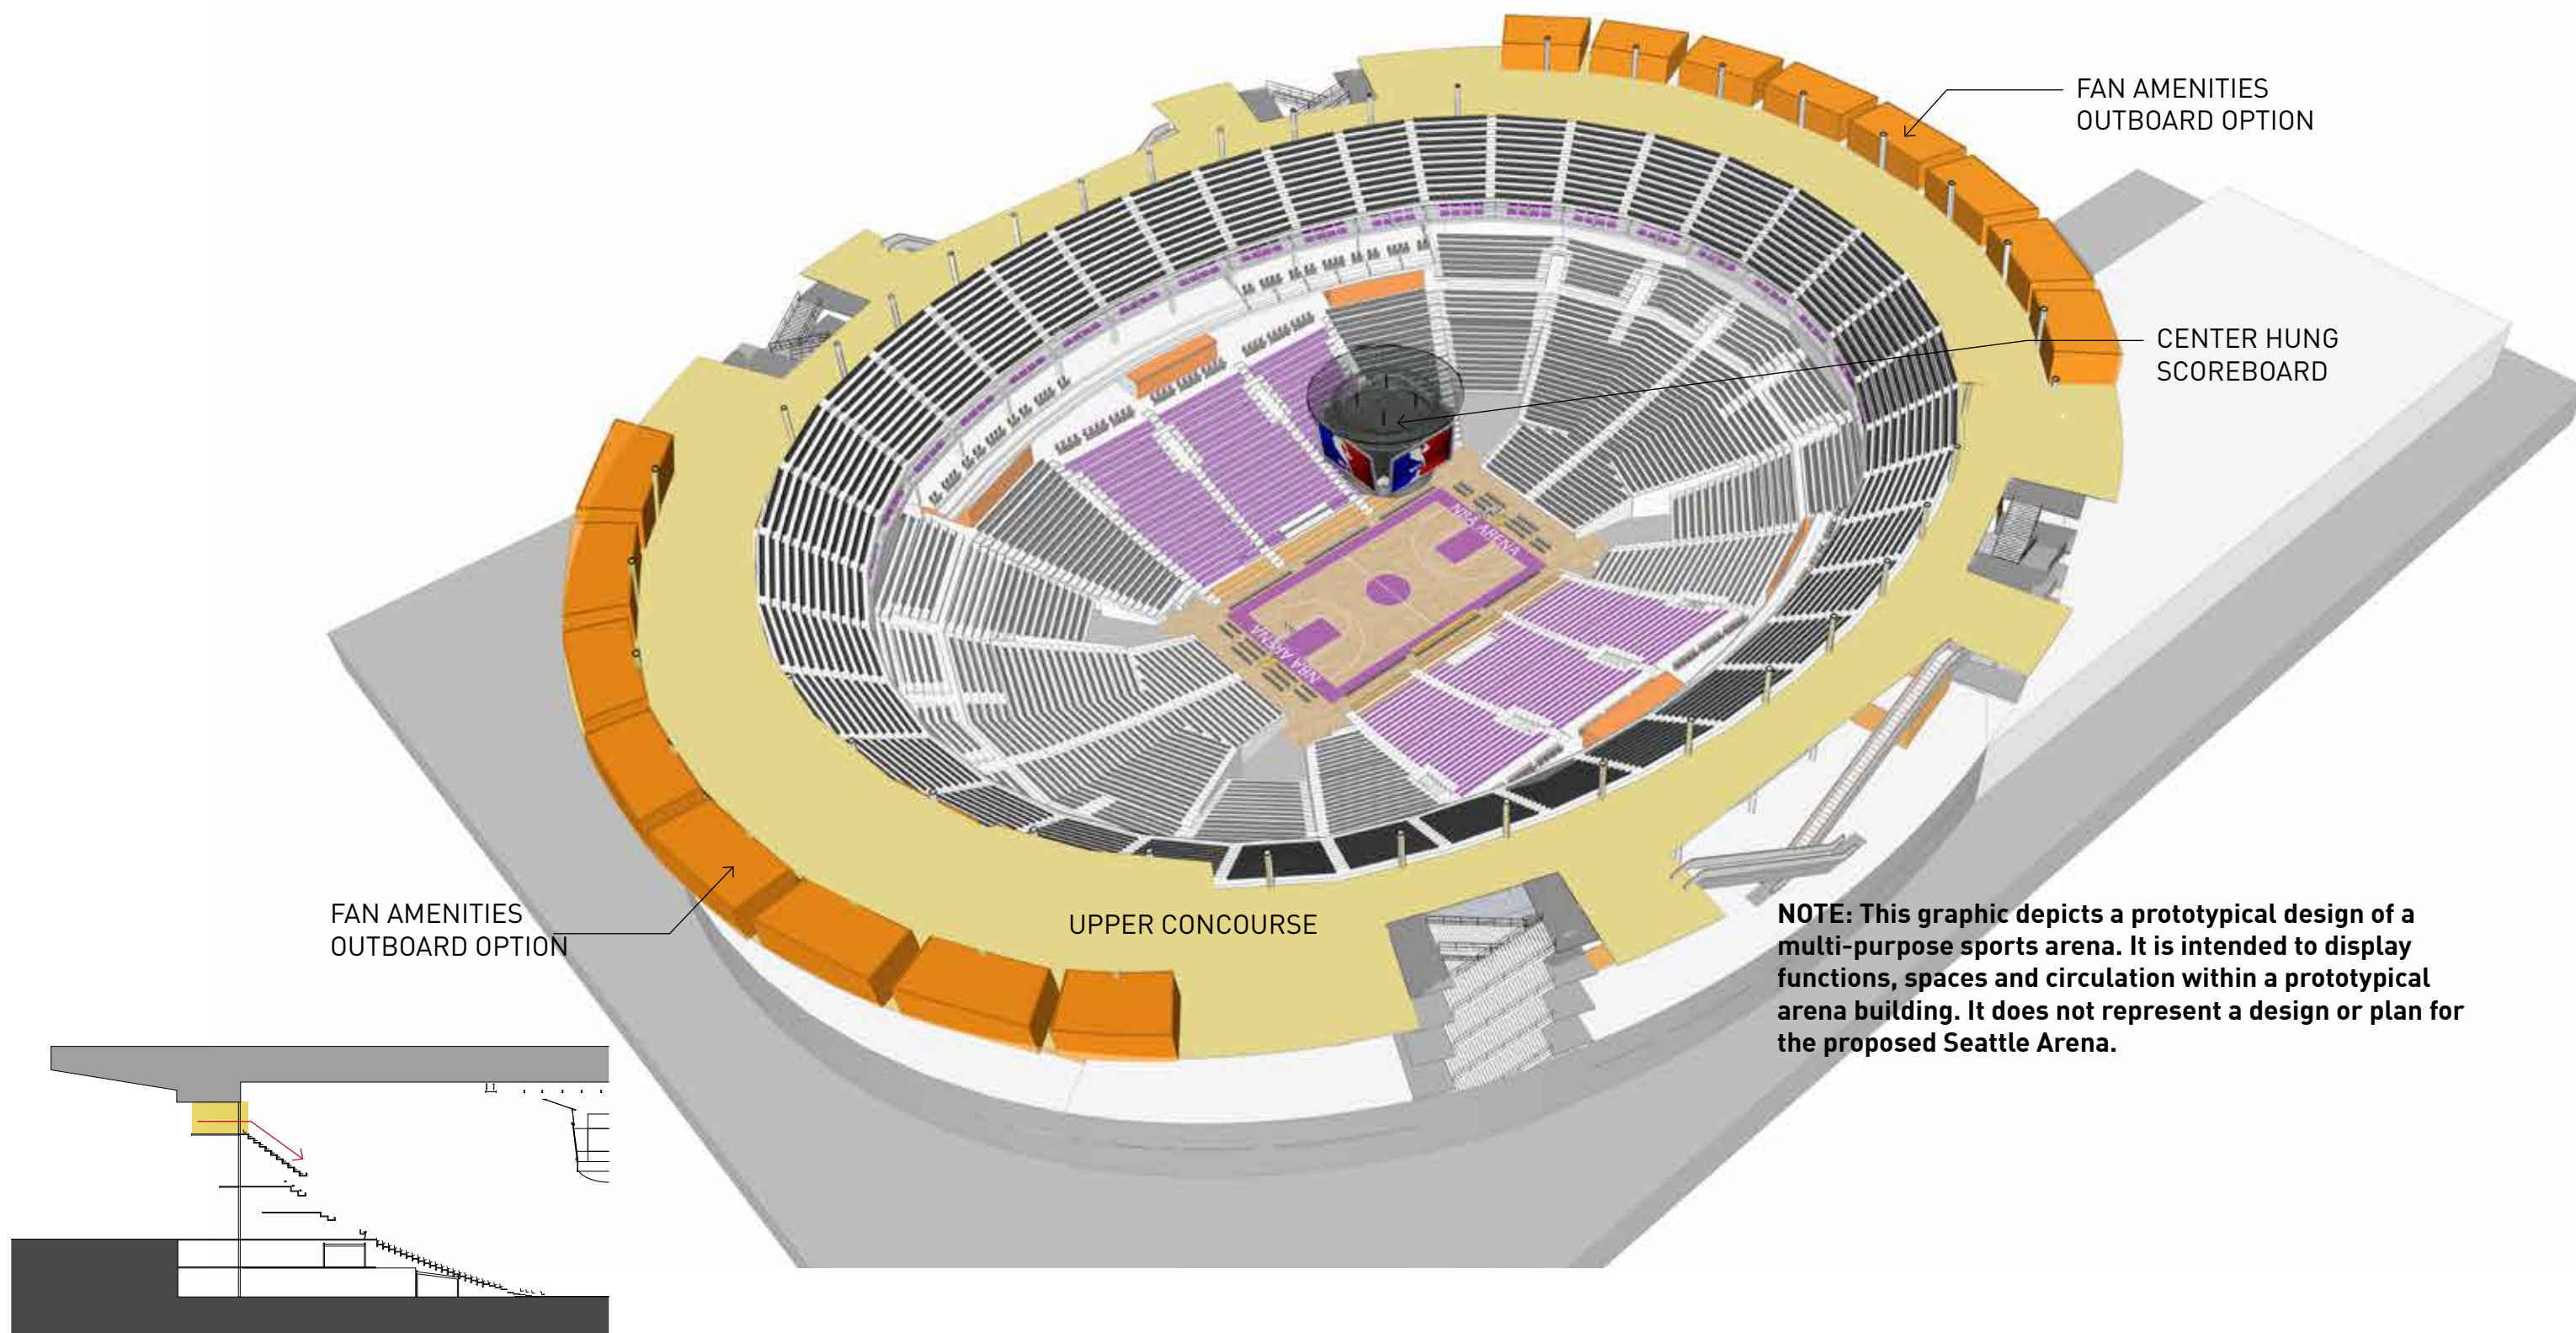 FAN AMENITIES
OUTBOARD OPTION
CENTER HUNG
SCOREBOARD
NBA ARENA
NBA ARENA
FAN AMENITIES
OUTBOARD OPTION
UPPER CONCOURSE
NOTE: This graphic depicts a prototypical design of a
multi-purpose sports arena. It is intended to display
functions, spaces and circulation within a prototypical
arena building. It does not represent a design or plan for
the proposed Seattle Arena.